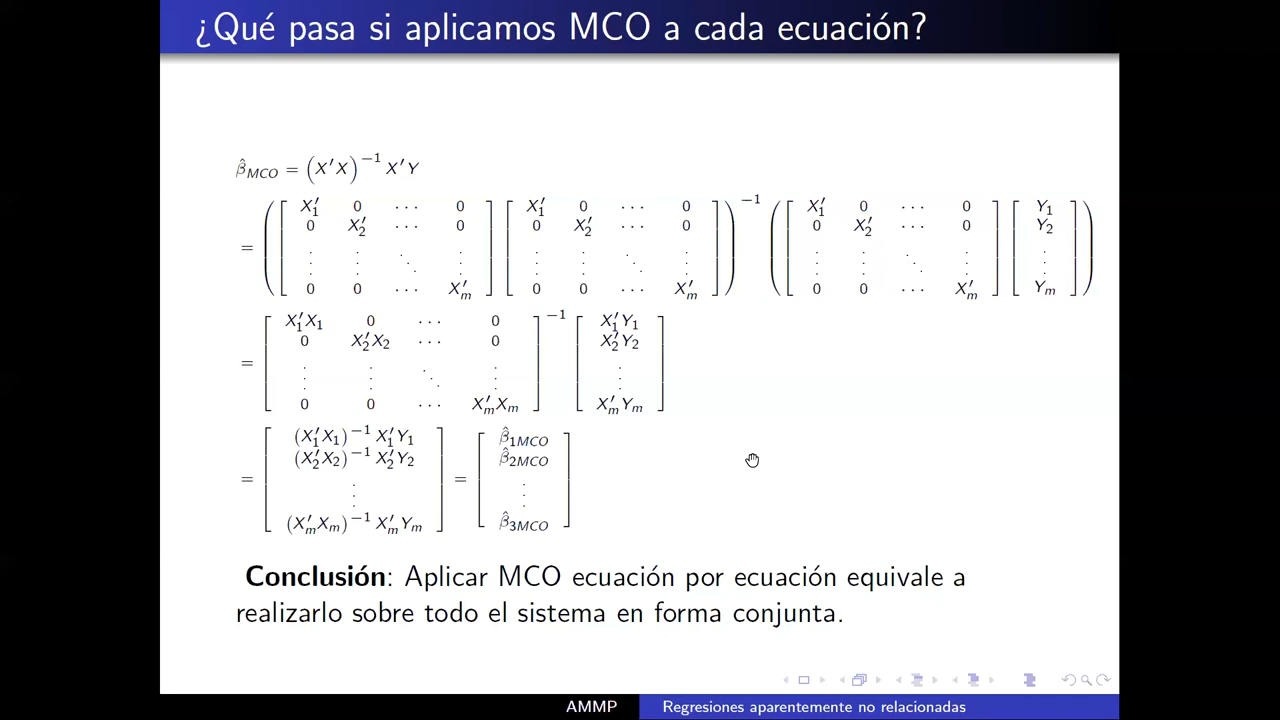 ¿Qué pasa si aplicamos MCO a cada ecuación?
β̂_MCO = (X′X)^−1 X′Y
= ([ X′_1 0 ⋯ 0 ; 0 X′_2 ⋯ 0 ; ⋮ ⋮ ⋱ ⋮ ; 0 0 ⋯ X′_m ] [ X′_1 0 ⋯ 0 ; 0 X′_2 ⋯ 0 ; ⋮ ⋮ ⋱ ⋮ ; 0 0 ⋯ X′_m ])^−1 ([ X′_1 0 ⋯ 0 ; 0 X′_2 ⋯ 0 ; ⋮ ⋮ ⋱ ⋮ ; 0 0 ⋯ X′_m ] [ Y_1 ; Y_2 ; ⋮ ; Y_m ])
= [ X′_1X_1 0 ⋯ 0 ; 0 X′_2X_2 ⋯ 0 ; ⋮ ⋮ ⋱ ⋮ ; 0 0 ⋯ X′_mX_m ]^−1 [ X′_1Y_1 ; X′_2Y_2 ; ⋮ ; X′_mY_m ]
= [ (X′_1X_1)^−1 X′_1Y_1 ; (X′_2X_2)^−1 X′_2Y_2 ; ⋮ ; (X′_mX_m)^−1 X′_mY_m ] = [ β̂_1MCO ; β̂_2MCO ; ⋮ ; β̂_3MCO ]
Conclusión: Aplicar MCO ecuación por ecuación equivale a
realizarlo sobre todo el sistema en forma conjunta.
AMMP Regresiones aparentemente no relacionadas